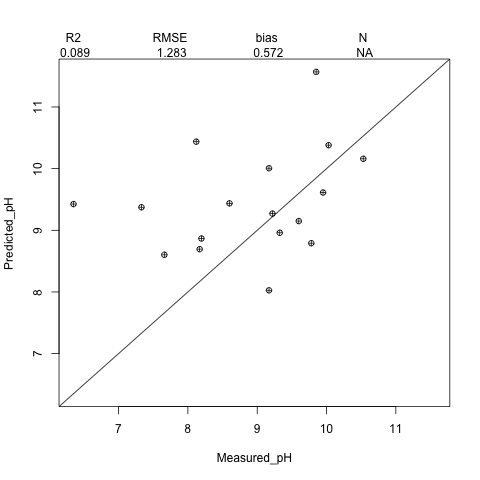 R2 RMSE bias N
0.089 1.283 0.572 NA
11
10
9
8
7
Predicted_pH
7 8 9 10 11
Measured_pH